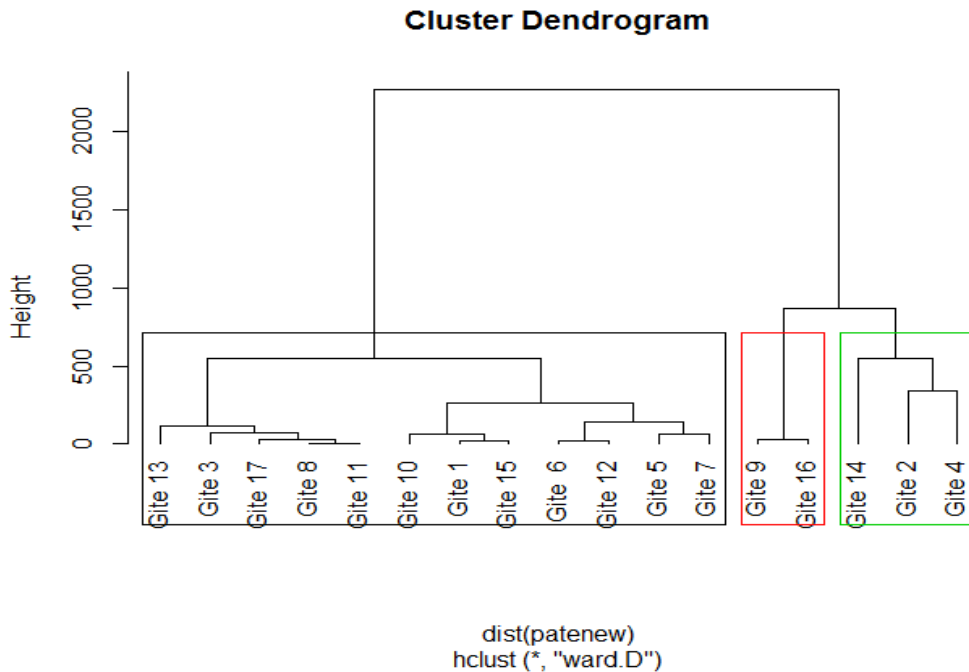 Cluster Dendrogram
Height
2000
1500
1000
500
0
Gite 13
Gite 3
Gite 17
Gite 8
Gite 11
Gite 10
Gite 1
Gite 15
Gite 6
Gite 12
Gite 5
Gite 7
Gite 9
Gite 16
Gite 14
Gite 2
Gite 4
dist(patenew)
hclust (*, "ward.D")